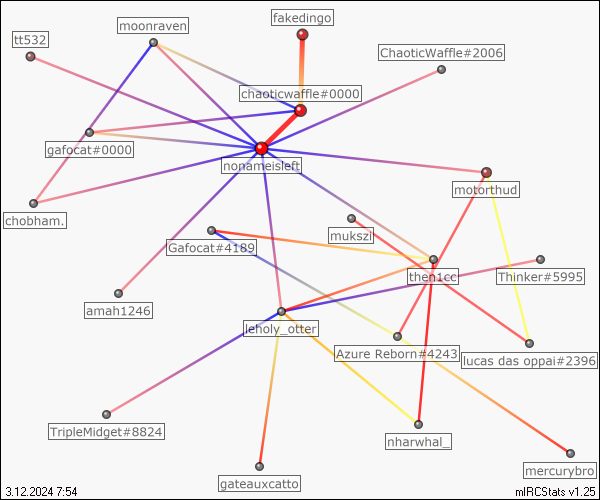 fakedingo
moonraven
tt532
ChaoticWaffle#2006
chaoticwaffle#0000
gafocat#0000
nonameisleft
motorthud
chobham.
mukszi
Gafocat#4189
then1cc
Thinker#5995
amah1246
leholy_otter
Azure Reborn#4243
lucas das oppai#2396
TripleMidget#8824
nharwhal_
mercurybro
gateauxcatto
3.12.2024 7:54
mIRCStats v1.25